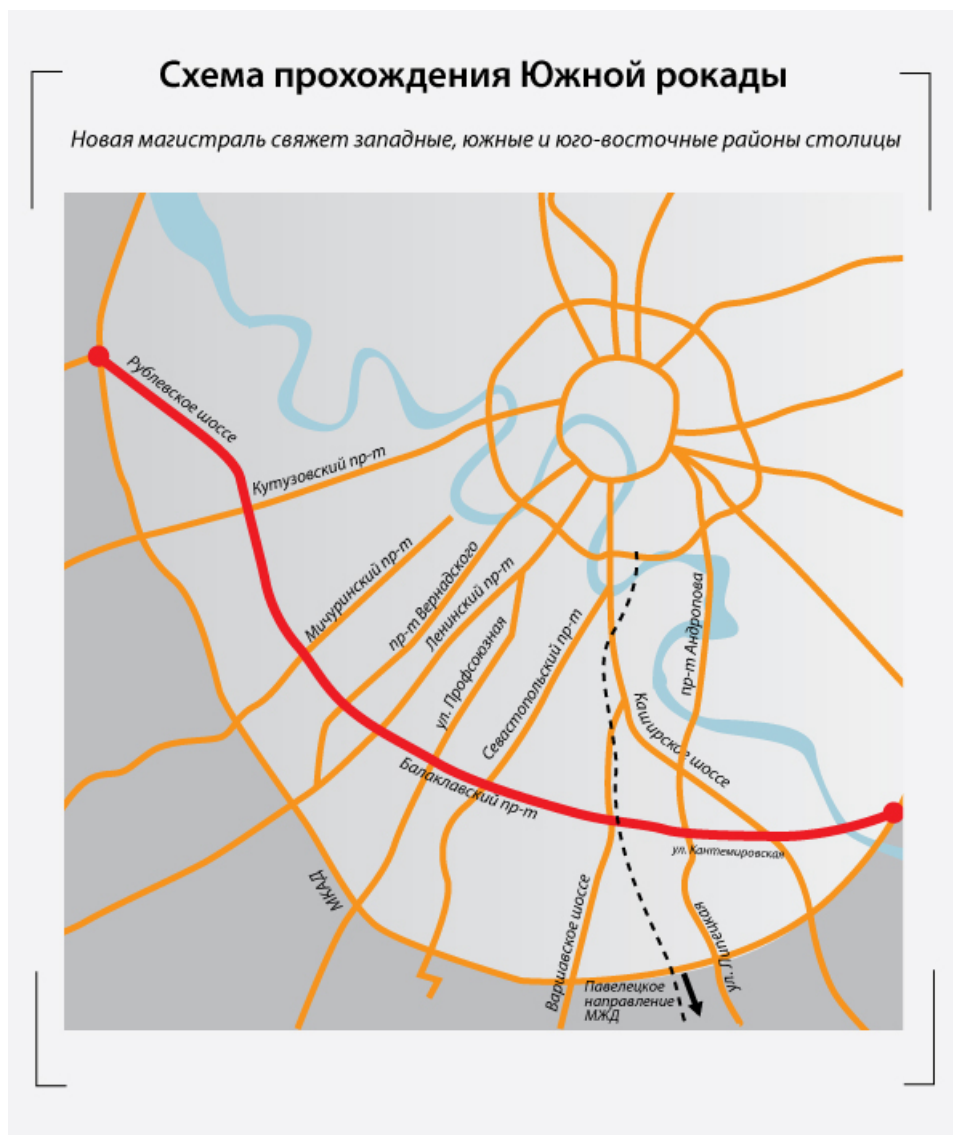 Схема прохождения Южной рокады
Новая магистраль свяжет западные, южные и юго-восточные районы столицы
Рублевское шоссе
Кутузовский пр-т
Мичуринский пр-т
пр-т Вернадского
Ленинский пр-т
ул. Профсоюзная
Севастопольский пр-т
пр-т Андропова
Каширское шоссе
Балаклавский пр-т
ул. Кантемировская
МКАД
Варшавское шоссе
ул. Липецкая
Павелецкое
направление
МЖД